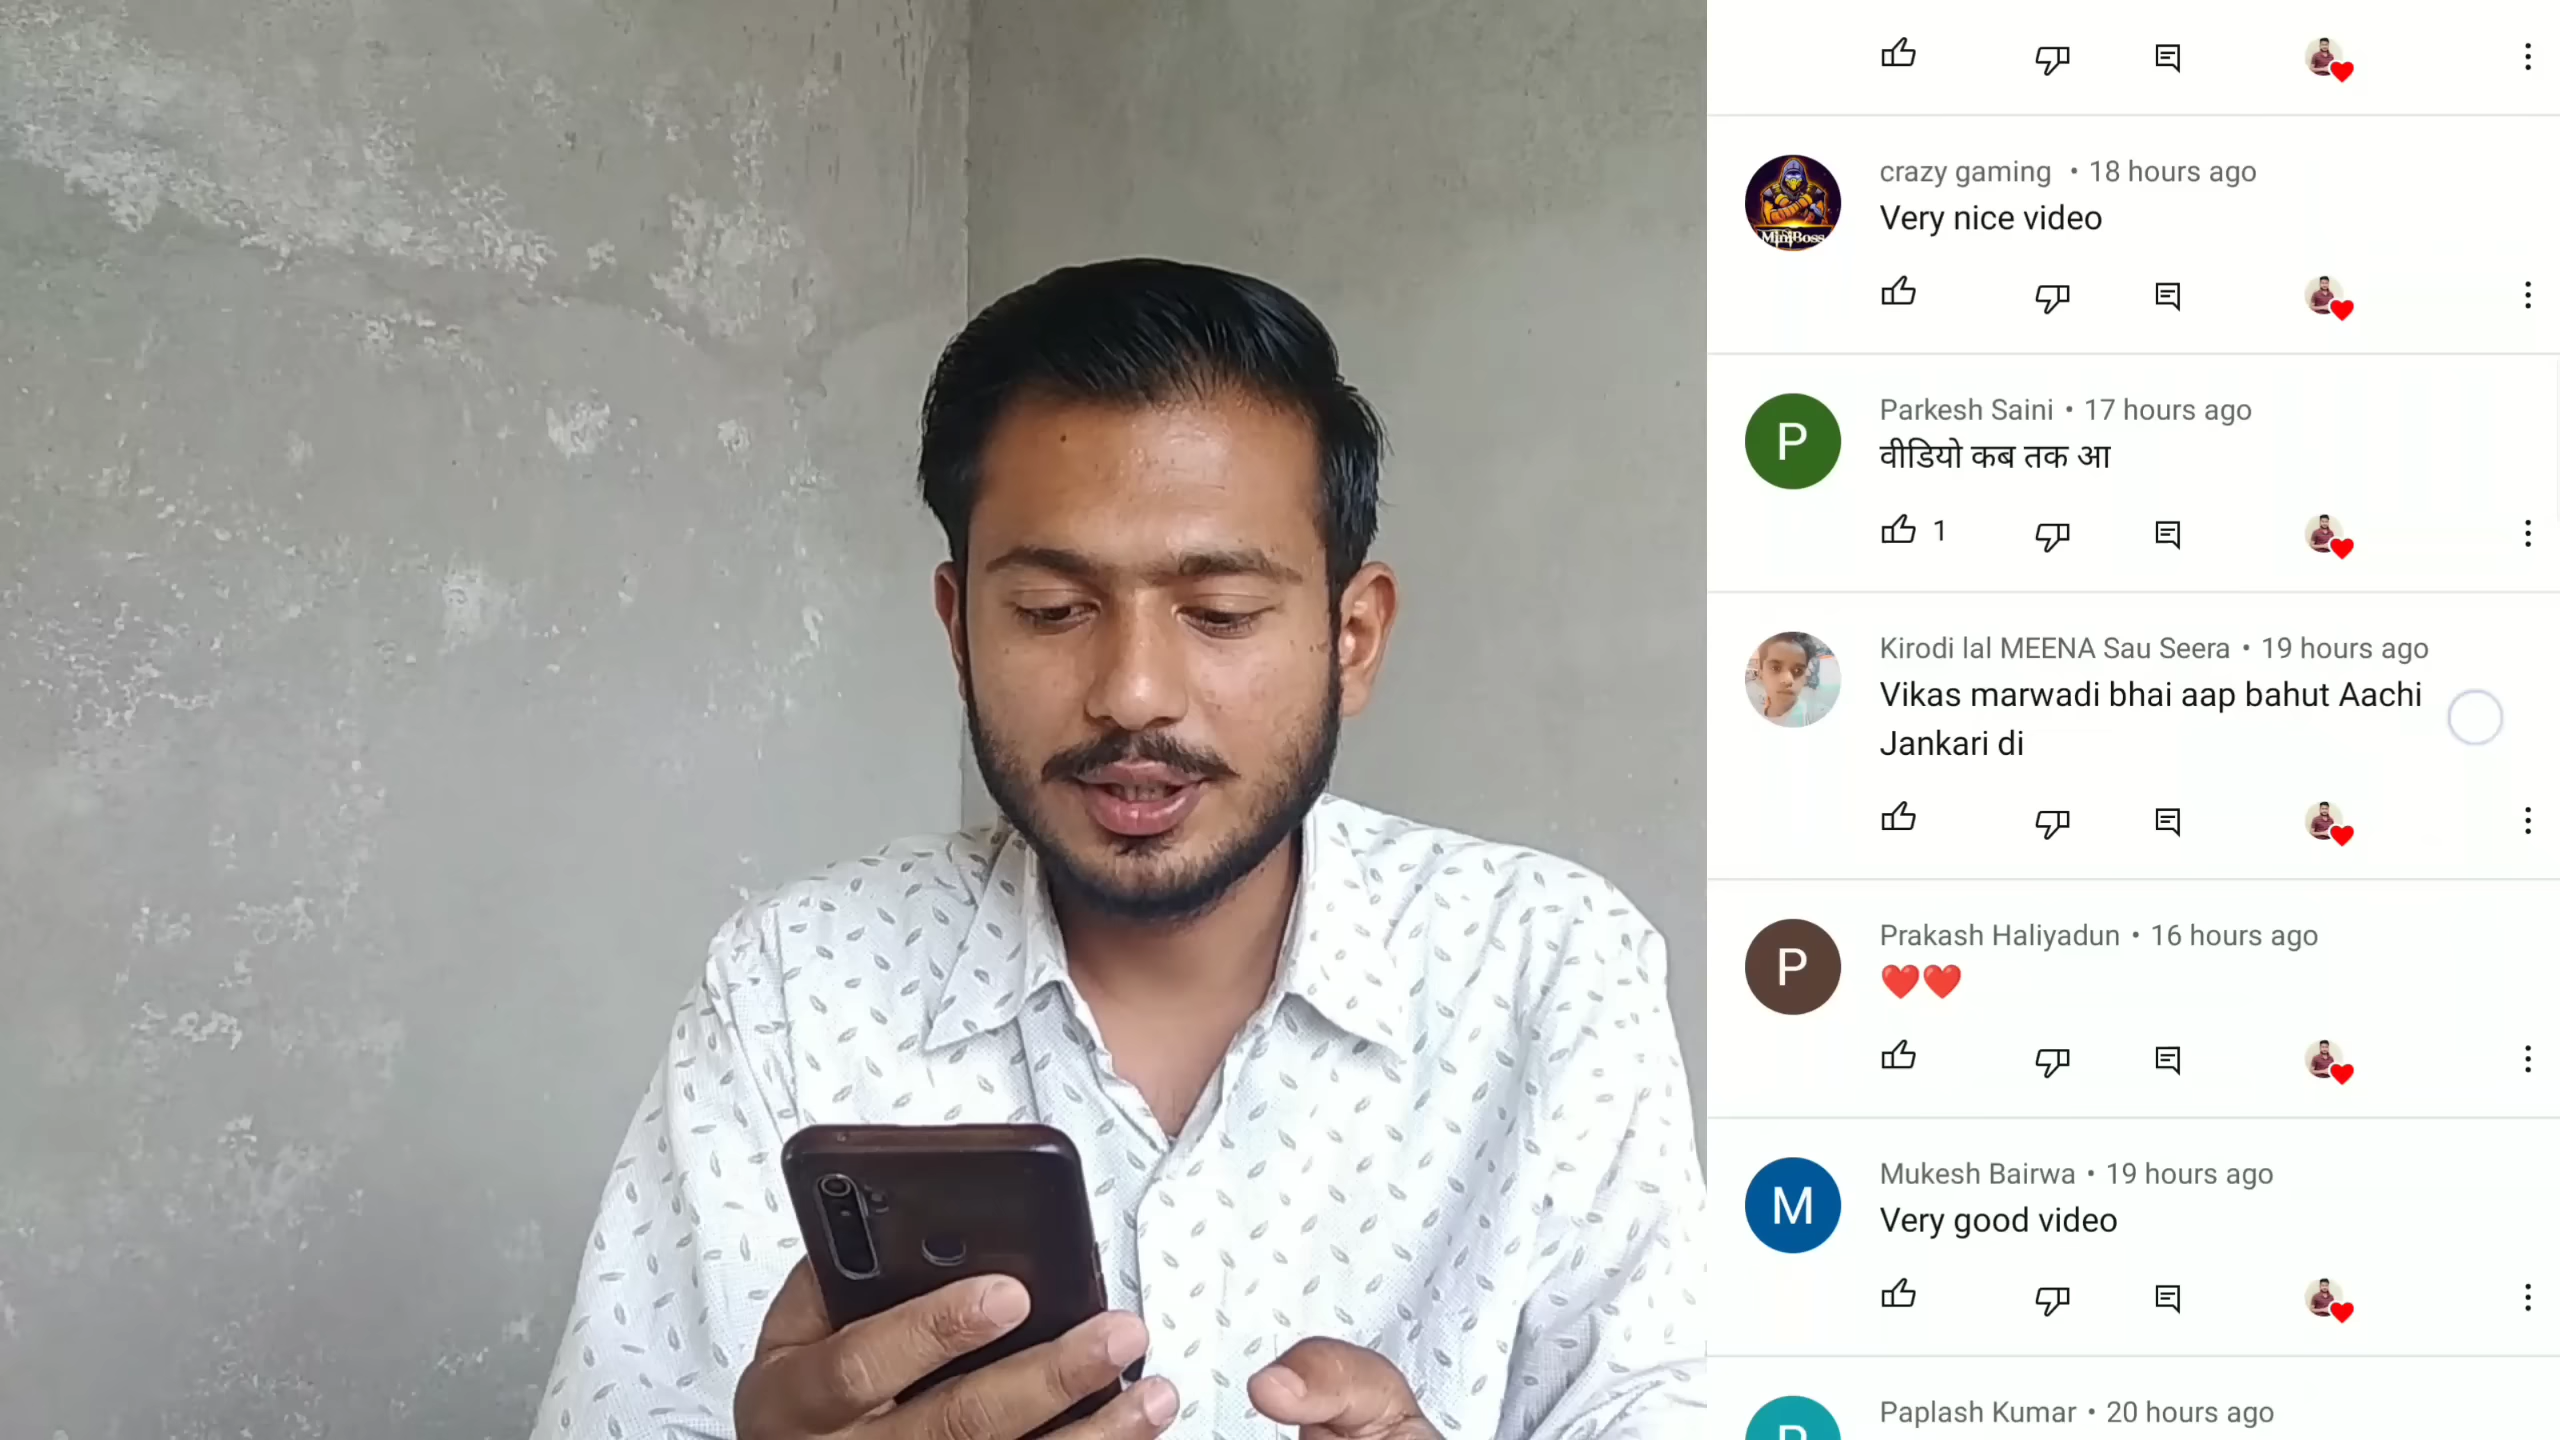 crazy gaming • 18 hours ago
Very nice video
MiniBoss
Parkesh Saini • 17 hours ago
P
वीडियो कब तक आ
1
Kirodi lal MEENA Sau Seera • 19 hours ago
Vikas marwadi bhai aap bahut Aachi
Jankari di
Prakash Haliyadun • 16 hours ago
P
Mukesh Bairwa • 19 hours ago
M
Very good video
Paplash Kumar • 20 hours ago
P